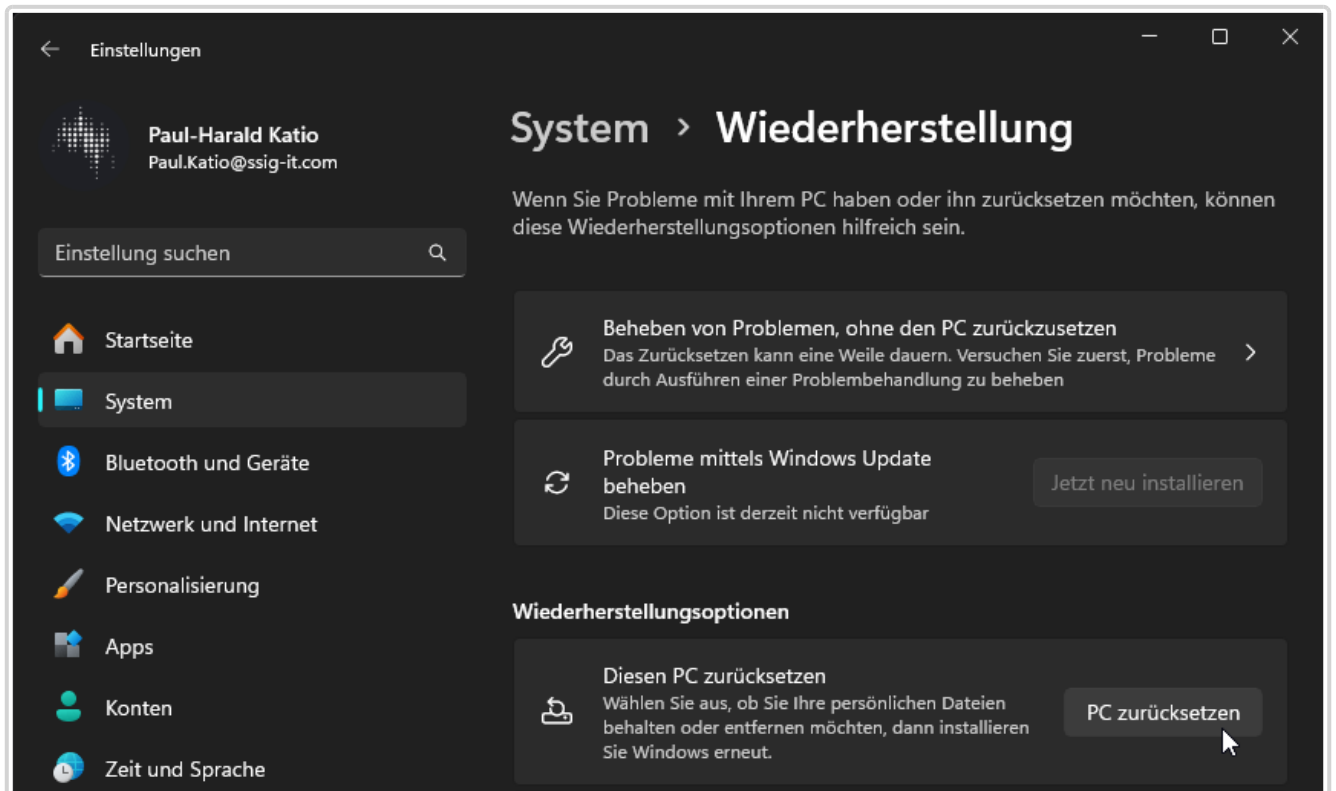 Einstellungen
Paul-Harald Katio
Paul.Katio@ssig-it.com
Einstellung suchen
Startseite
System
Bluetooth und Geräte
Netzwerk und Internet
Personalisierung
Apps
Konten
Zeit und Sprache
System > Wiederherstellung
Wenn Sie Probleme mit Ihrem PC haben oder ihn zurücksetzen möchten, können
diese Wiederherstellungsoptionen hilfreich sein.
Beheben von Problemen, ohne den PC zurückzusetzen
Das Zurücksetzen kann eine Weile dauern. Versuchen Sie zuerst, Probleme
durch Ausführen einer Problembehandlung zu beheben
Probleme mittels Windows Update
beheben
Diese Option ist derzeit nicht verfügbar
Jetzt neu installieren
Wiederherstellungsoptionen
Diesen PC zurücksetzen
Wählen Sie aus, ob Sie Ihre persönlichen Dateien
behalten oder entfernen möchten, dann installieren
Sie Windows erneut.
PC zurücksetzen